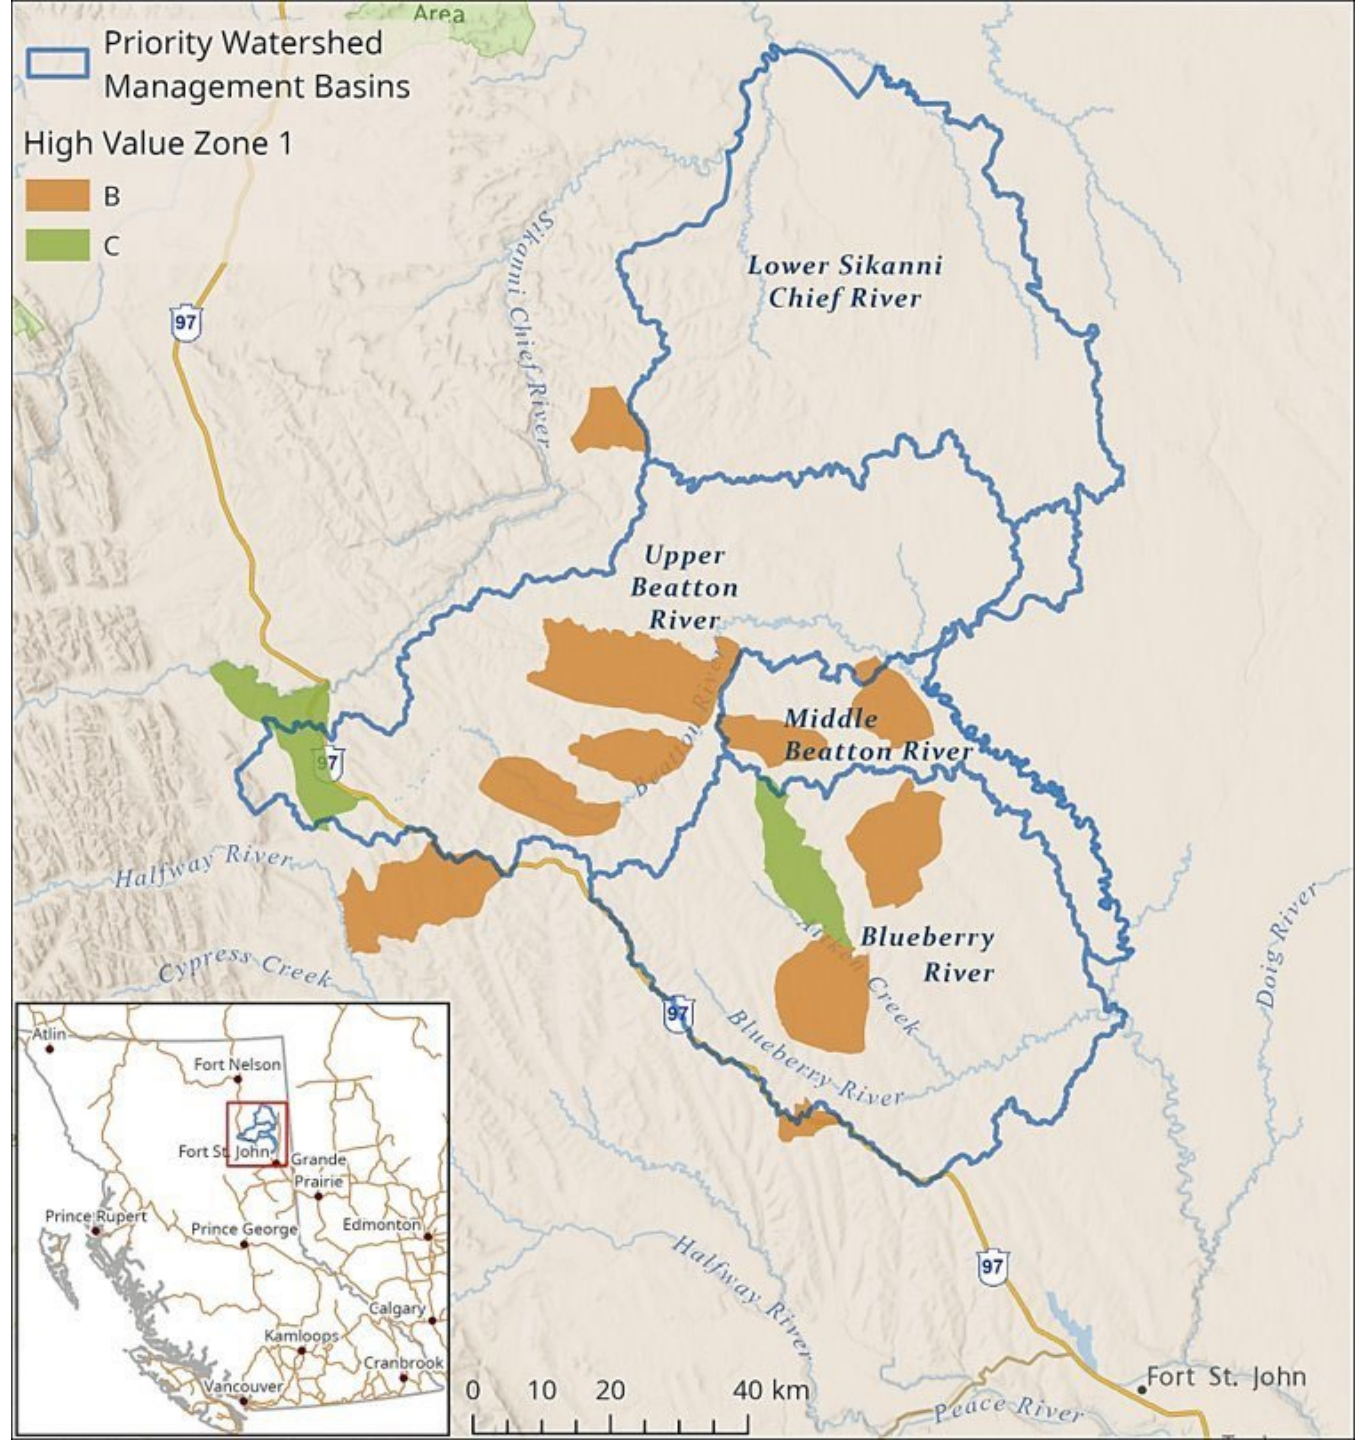 Area
Priority Watershed
Management Basins
High Value Zone 1
B
C
Sikanni Chief River
97
Lower Sikanni
Chief River
Upper
Beatton
River
Middle
Beatton River
Beatton River
97
Halfway River
Cypress Creek
Blueberry
River
Aitken Creek
97
Blueberry River
Doig River
Atlin
Fort Nelson
Fort St. John
Grande
Prairie
Prince Rupert
Prince George
Edmonton
Calgary
Kamloops
Cranbrook
Vancouver
Halfway River
97
0 10 20 40 km
Fort St. John
Peace River